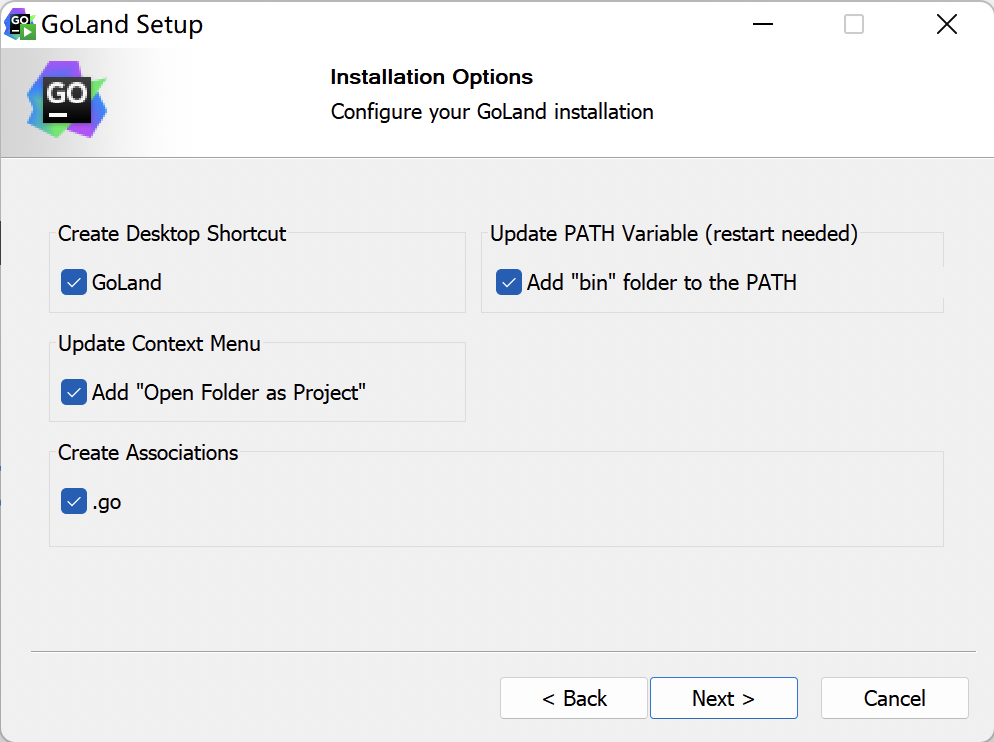 GoLand Setup
GO
Installation Options
Configure your GoLand installation
Create Desktop Shortcut
GoLand
Update PATH Variable (restart needed)
Add "bin" folder to the PATH
Update Context Menu
Add "Open Folder as Project"
Create Associations
.go
< Back
Next >
Cancel